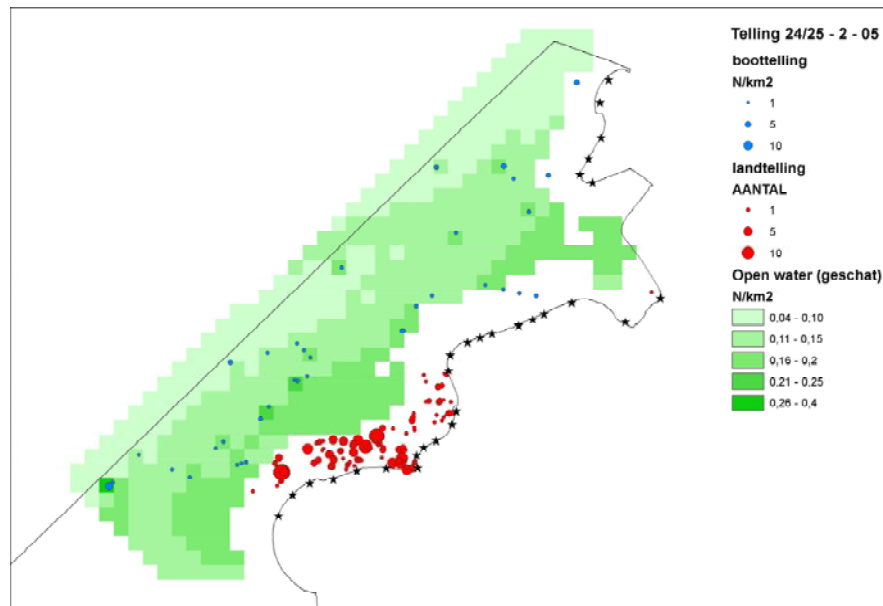 Telling 24/25 - 2 - 05
boottelling
N/km2
1
5
10
landtelling
AANTAL
1
5
10
Open water (geschat)
N/km2
0,04 - 0,10
0,11 - 0,15
0,16 - 0,2
0,21 - 0,25
0,26 - 0,4